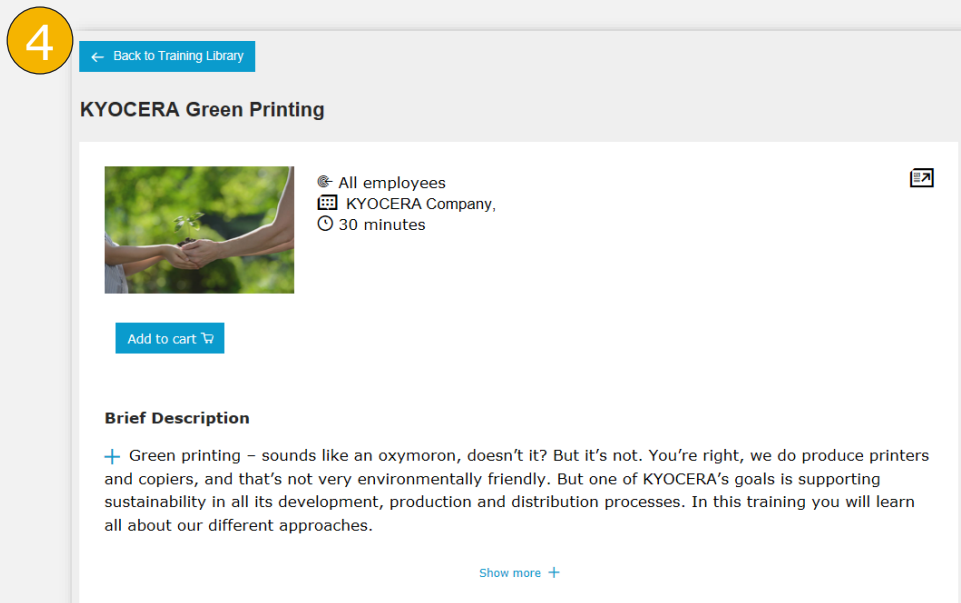 4
Back to Training Library
KYOCERA Green Printing
All employees
KYOCERA Company,
30 minutes
Add to cart
Brief Description
Green printing – sounds like an oxymoron, doesn’t it? But it’s not. You’re right, we do produce printers
and copiers, and that’s not very environmentally friendly. But one of KYOCERA’s goals is supporting
sustainability in all its development, production and distribution processes. In this training you will learn
all about our different approaches.
Show more